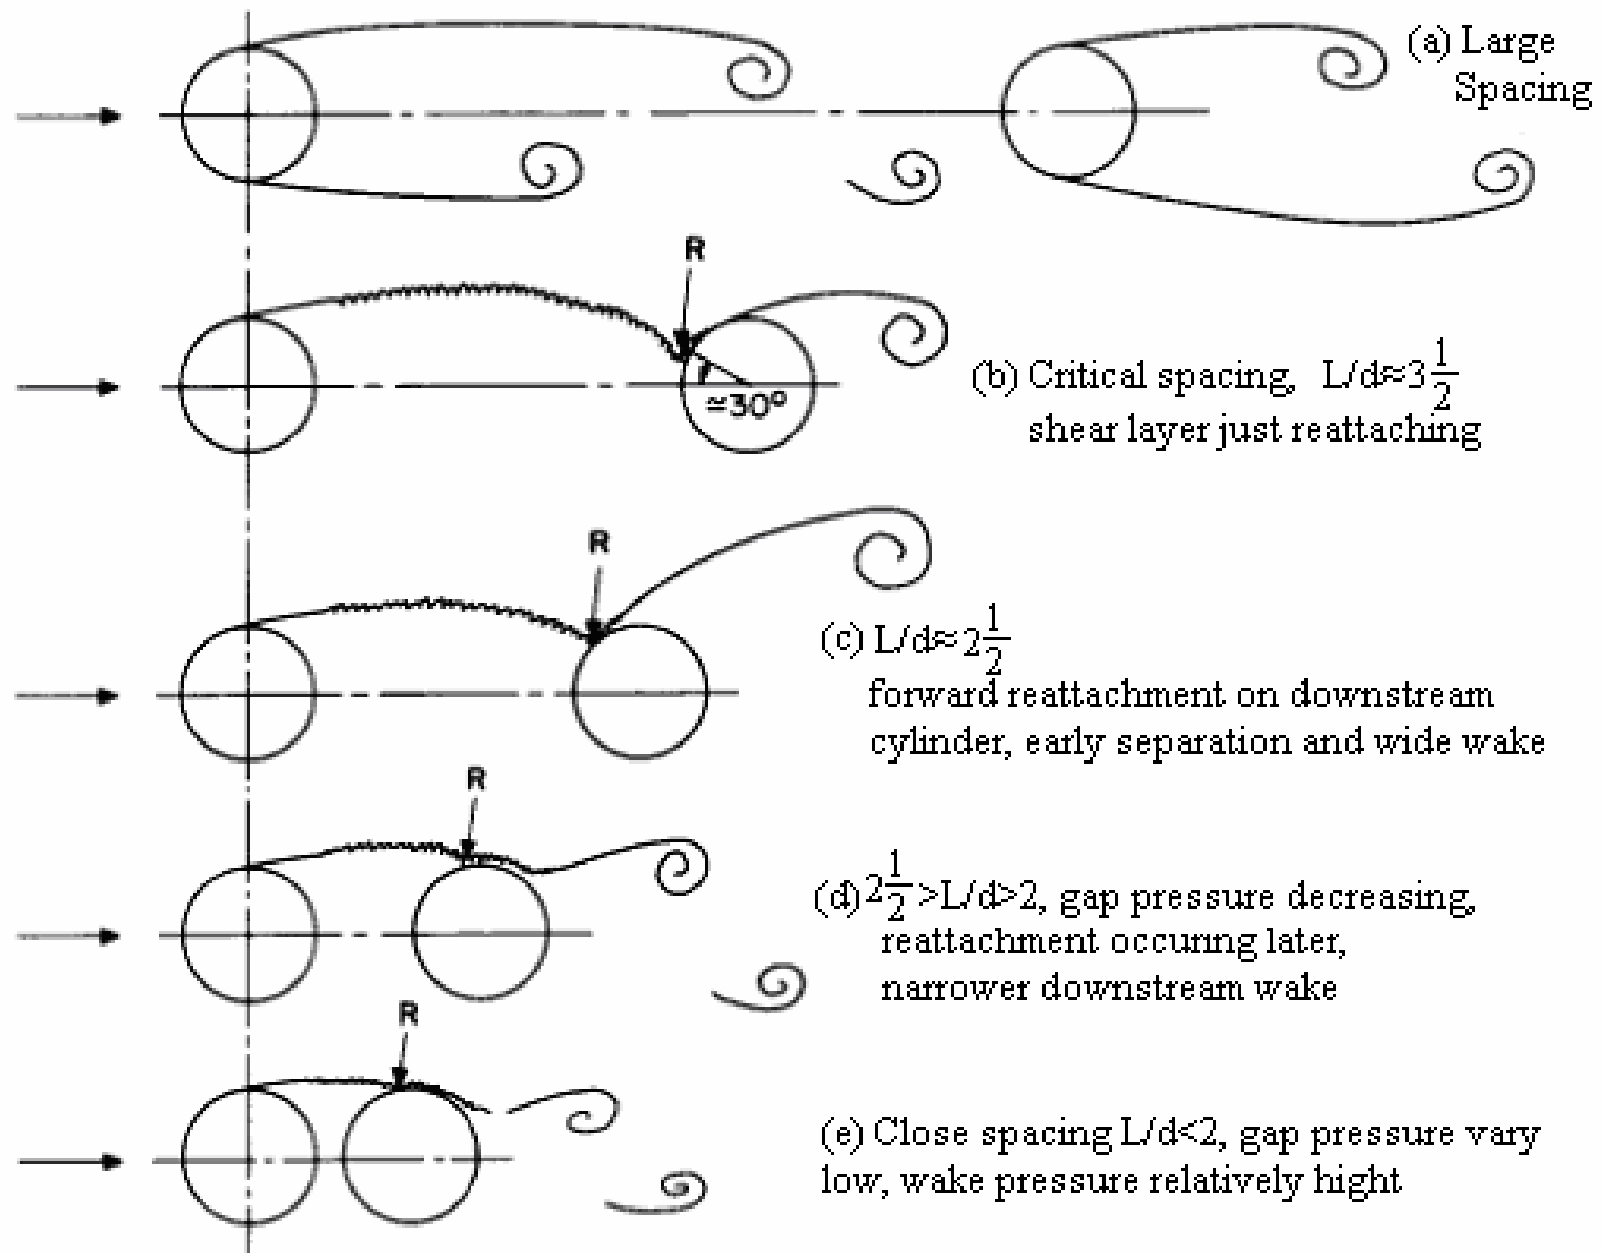 (a) Large
Spacing
R
≃30°
(b) Critical spacing, L/d≈3 1/2
shear layer just reattaching
R
(c) L/d≈2 1/2
forward reattachment on downstream
cylinder, early separation and wide wake
R
(d) 2 1/2 >L/d>2, gap pressure decreasing,
reattachment occuring later,
narrower downstream wake
R
(e) Close spacing L/d<2, gap pressure vary
low, wake pressure relatively hight